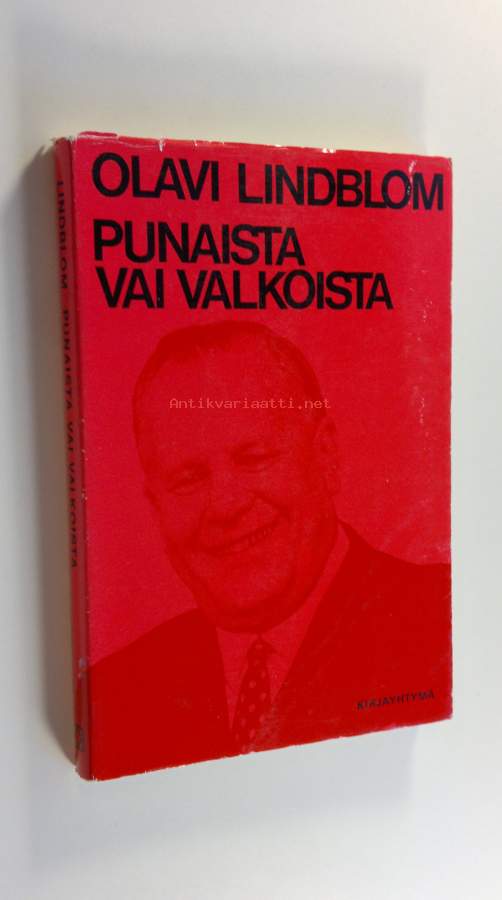 OLAVI LINDBLOM
PUNAISTA
VAI VALKOISTA
Antikvariaatti.net
KIRJAYHTYMÄ
LINDBLOM PUNAISTA VAI VALKOISTA